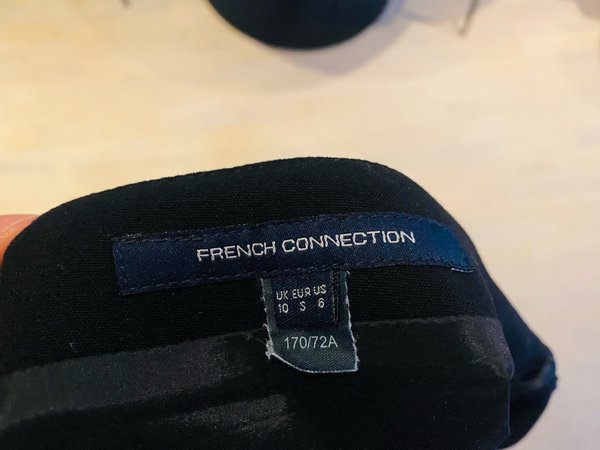 FRENCH CONNECTION
UK EUR US
10 S 6
170/72A